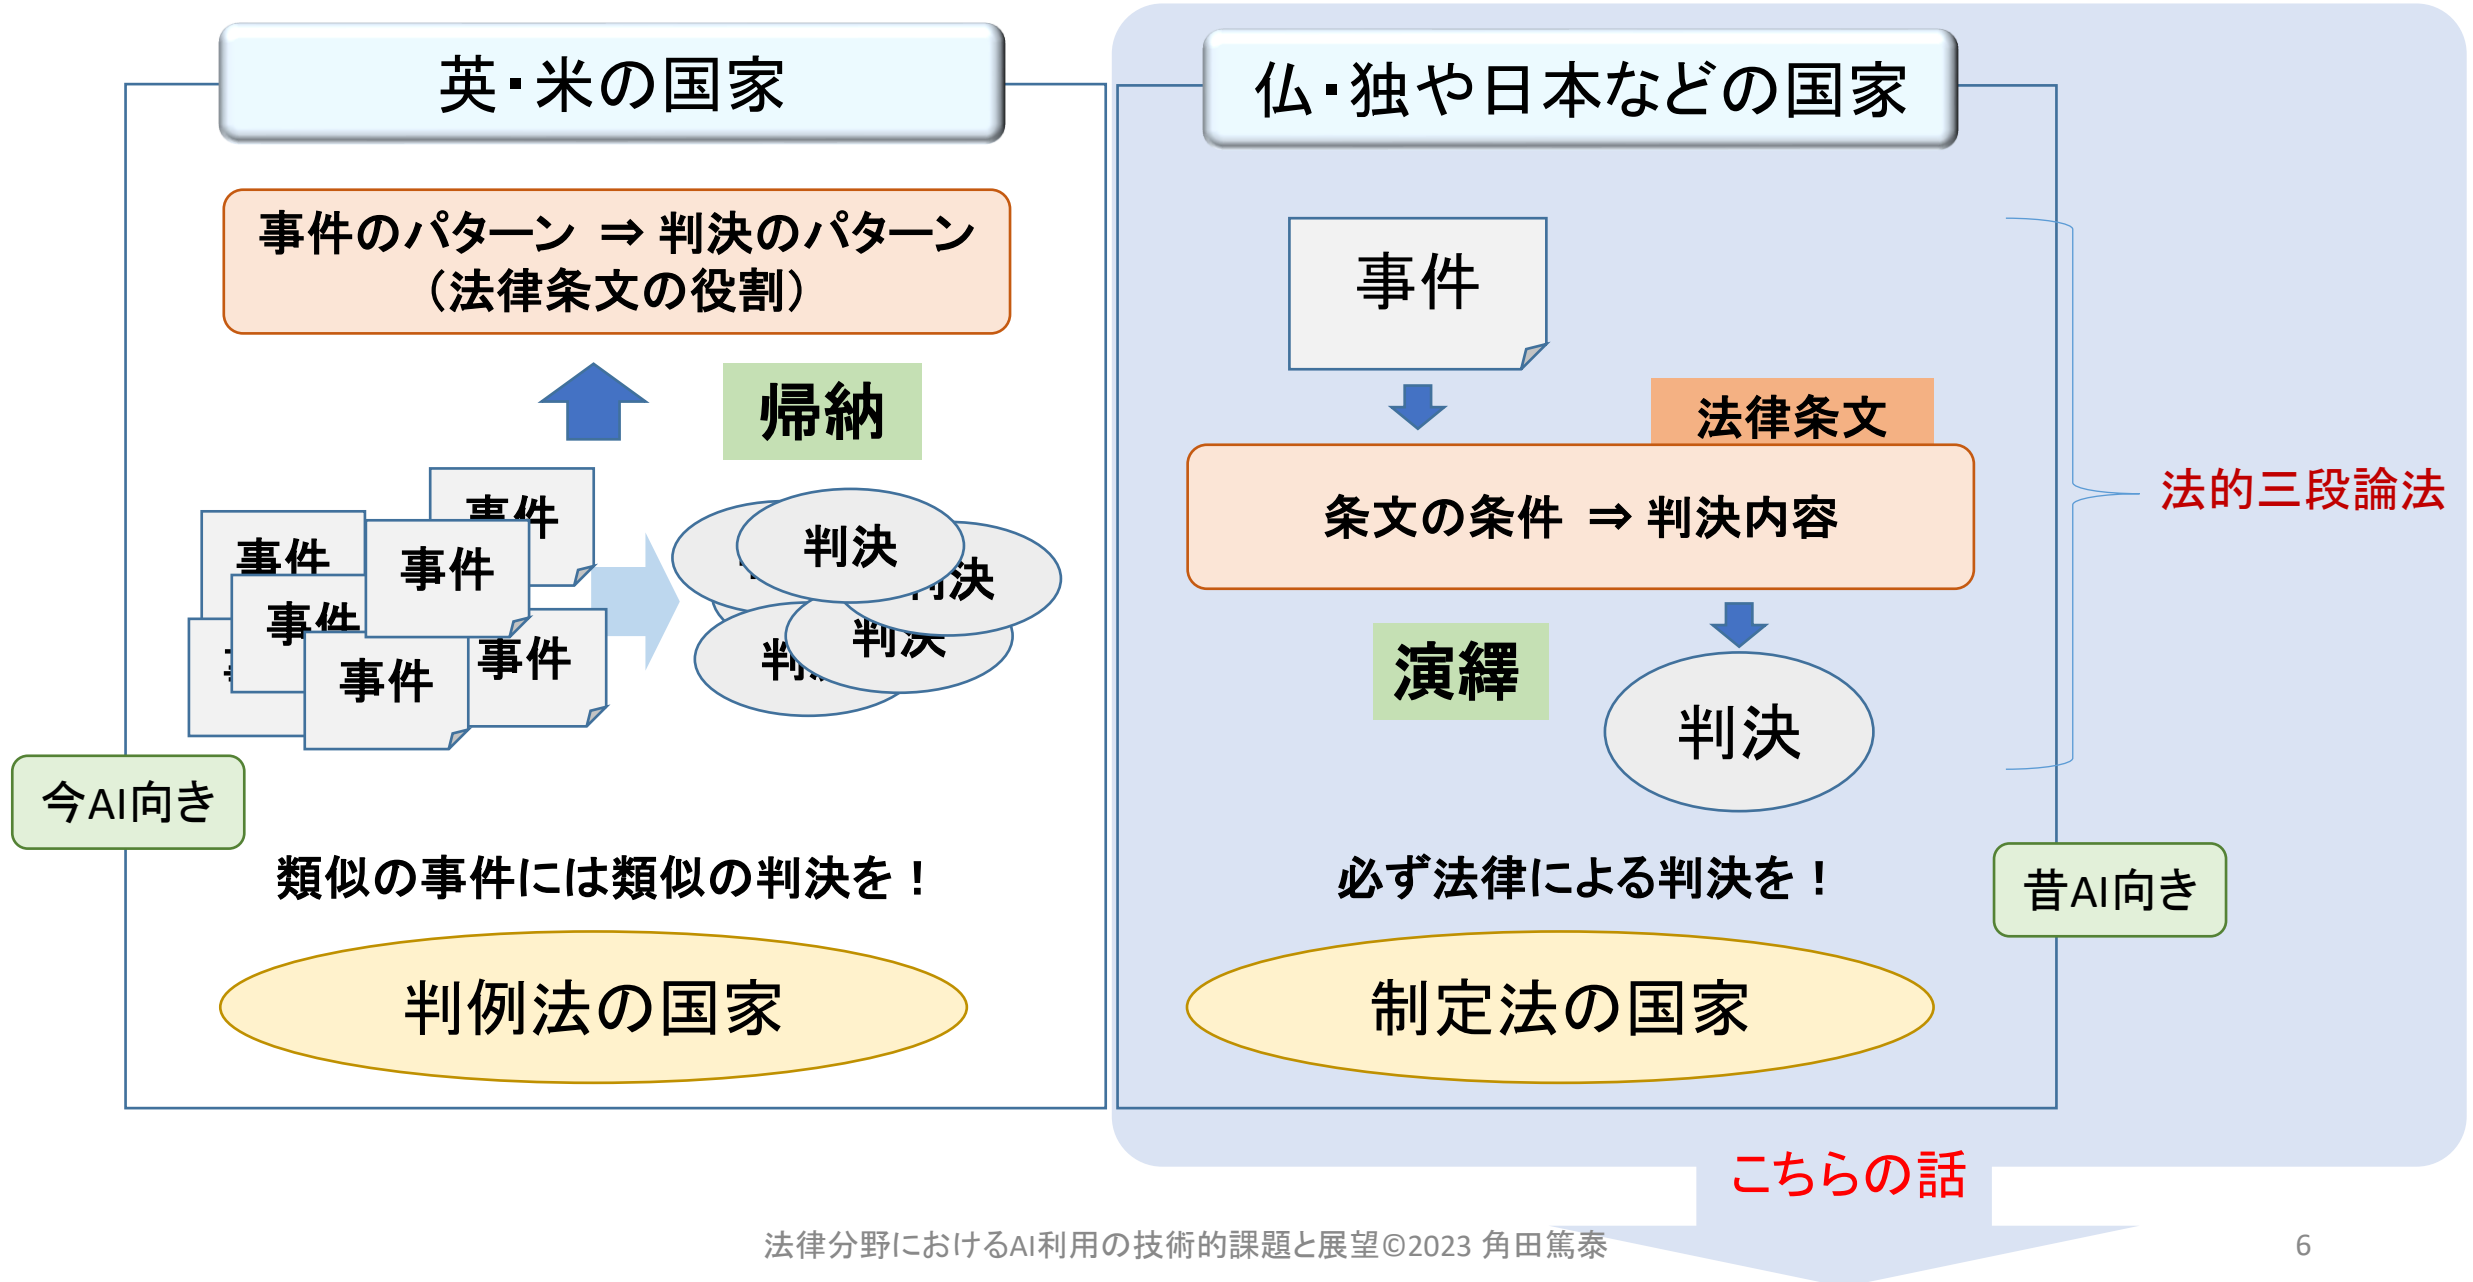 英・米の国家
事件のパターン ⇒ 判決のパターン
（法律条文の役割）
帰納
事件
事件
事件
事件
事件
事件
判決
判決
判決
今AI向き
類似の事件には類似の判決を！
判例法の国家
仏・独や日本などの国家
事件
法律条文
条文の条件 ⇒ 判決内容
法的三段論法
演繹
判決
必ず法律による判決を！
昔AI向き
制定法の国家
こちらの話
法律分野におけるAI利用の技術的課題と展望©2023 角田篤泰
6